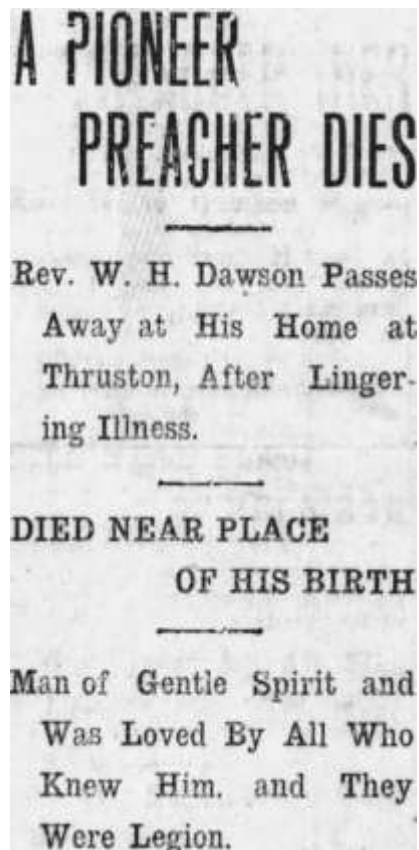 A PIONEER
PREACHER DIES
Rev. W. H. Dawson Passes
Away at His Home at
Thruston, After Linger-
ing Illness.
DIED NEAR PLACE
OF HIS BIRTH
Man of Gentle Spirit and
Was Loved By All Who
Knew Him. and They
Were Legion.